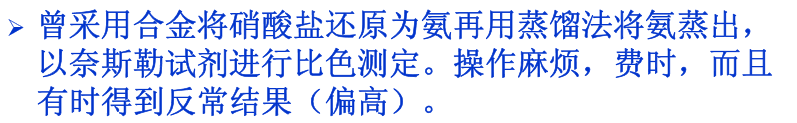 ➢ 曾采用合金将硝酸盐还原为氨再用蒸馏法将氨蒸出，
以奈斯勒试剂进行比色测定。操作麻烦，费时，而且
有时得到反常结果（偏高）。